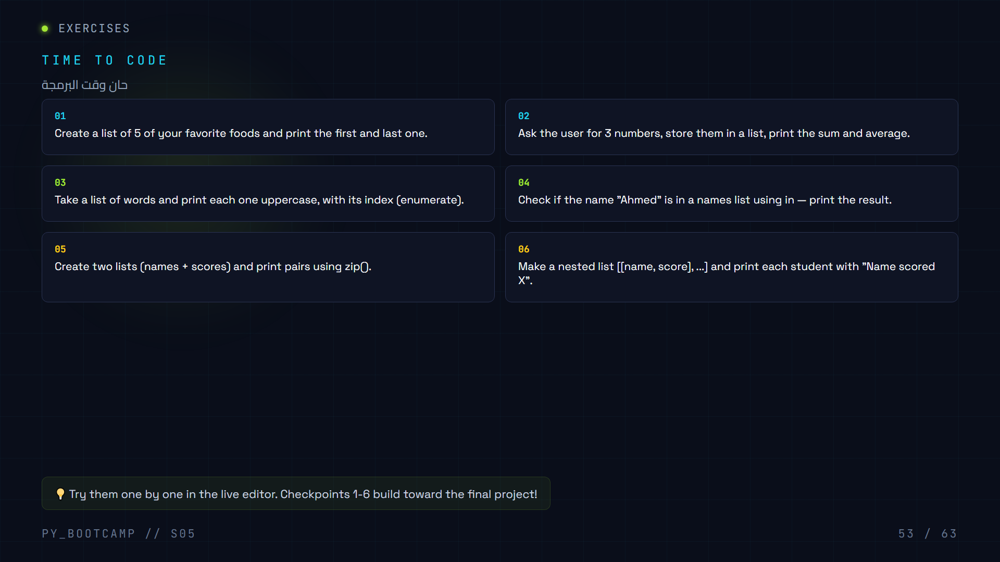 EXERCISES
TIME TO CODE
حان وقت البرمجة
01
Create a list of 5 of your favorite foods and print the first and last one.
02
Ask the user for 3 numbers, store them in a list, print the sum and average.
03
Take a list of words and print each one uppercase, with its index (enumerate).
04
Check if the name "Ahmed" is in a names list using in — print the result.
05
Create two lists (names + scores) and print pairs using zip().
06
Make a nested list [[name, score], ...] and print each student with "Name scored
X".
💡 Try them one by one in the live editor. Checkpoints 1-6 build toward the final project!
PY_BOOTCAMP // S05
53 / 63